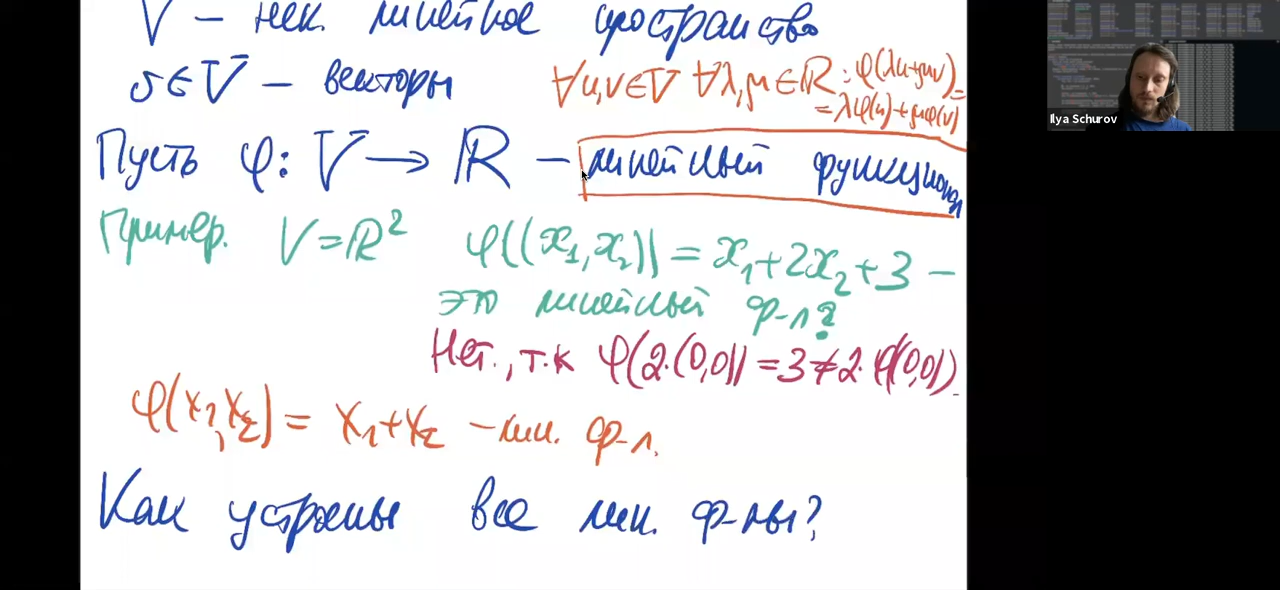 V — нек. линейное пространство
v ∈ V — векторы
∀u,v∈V ∀λ,μ∈ℝ: φ(λu+μv)=
=λφ(u)+μφ(v)
Ilya Schurov
Пусть φ: V → ℝ — линейный функционал
Пример. V=ℝ² φ((x₁,x₂))=x₁+2x₂+3 —
это линейный ф-л?
Нет., т.к φ(2·(0,0))=3≠2·φ(0,0).
φ(x₁,x₂)= x₁+x₂ — лин. ф-л.
Как устроены все лин. ф-лы?